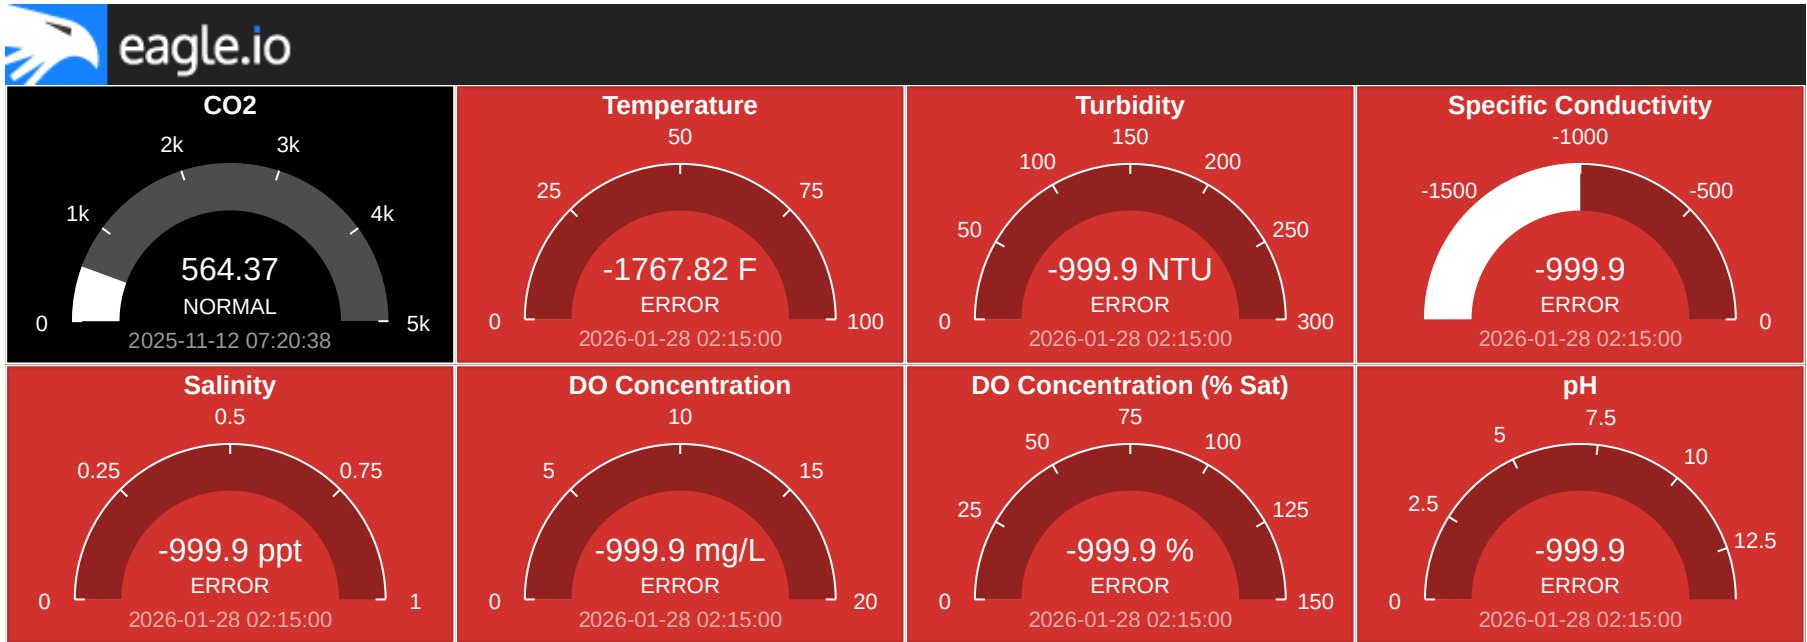 eagle.io
CO2
0
1k
2k
3k
4k
5k
564.37
NORMAL
2025-11-12 07:20:38
Temperature
0
25
50
75
100
-1767.82 F
ERROR
2026-01-28 02:15:00
Turbidity
0
50
100
150
200
250
300
-999.9 NTU
ERROR
2026-01-28 02:15:00
Specific Conductivity
-1500
-1000
-500
0
-999.9
ERROR
2026-01-28 02:15:00
Salinity
0
0.25
0.5
0.75
1
-999.9 ppt
ERROR
2026-01-28 02:15:00
DO Concentration
0
5
10
15
20
-999.9 mg/L
ERROR
2026-01-28 02:15:00
DO Concentration (% Sat)
0
25
50
75
100
125
150
-999.9 %
ERROR
2026-01-28 02:15:00
pH
0
2.5
5
7.5
10
12.5
-999.9
ERROR
2026-01-28 02:15:00